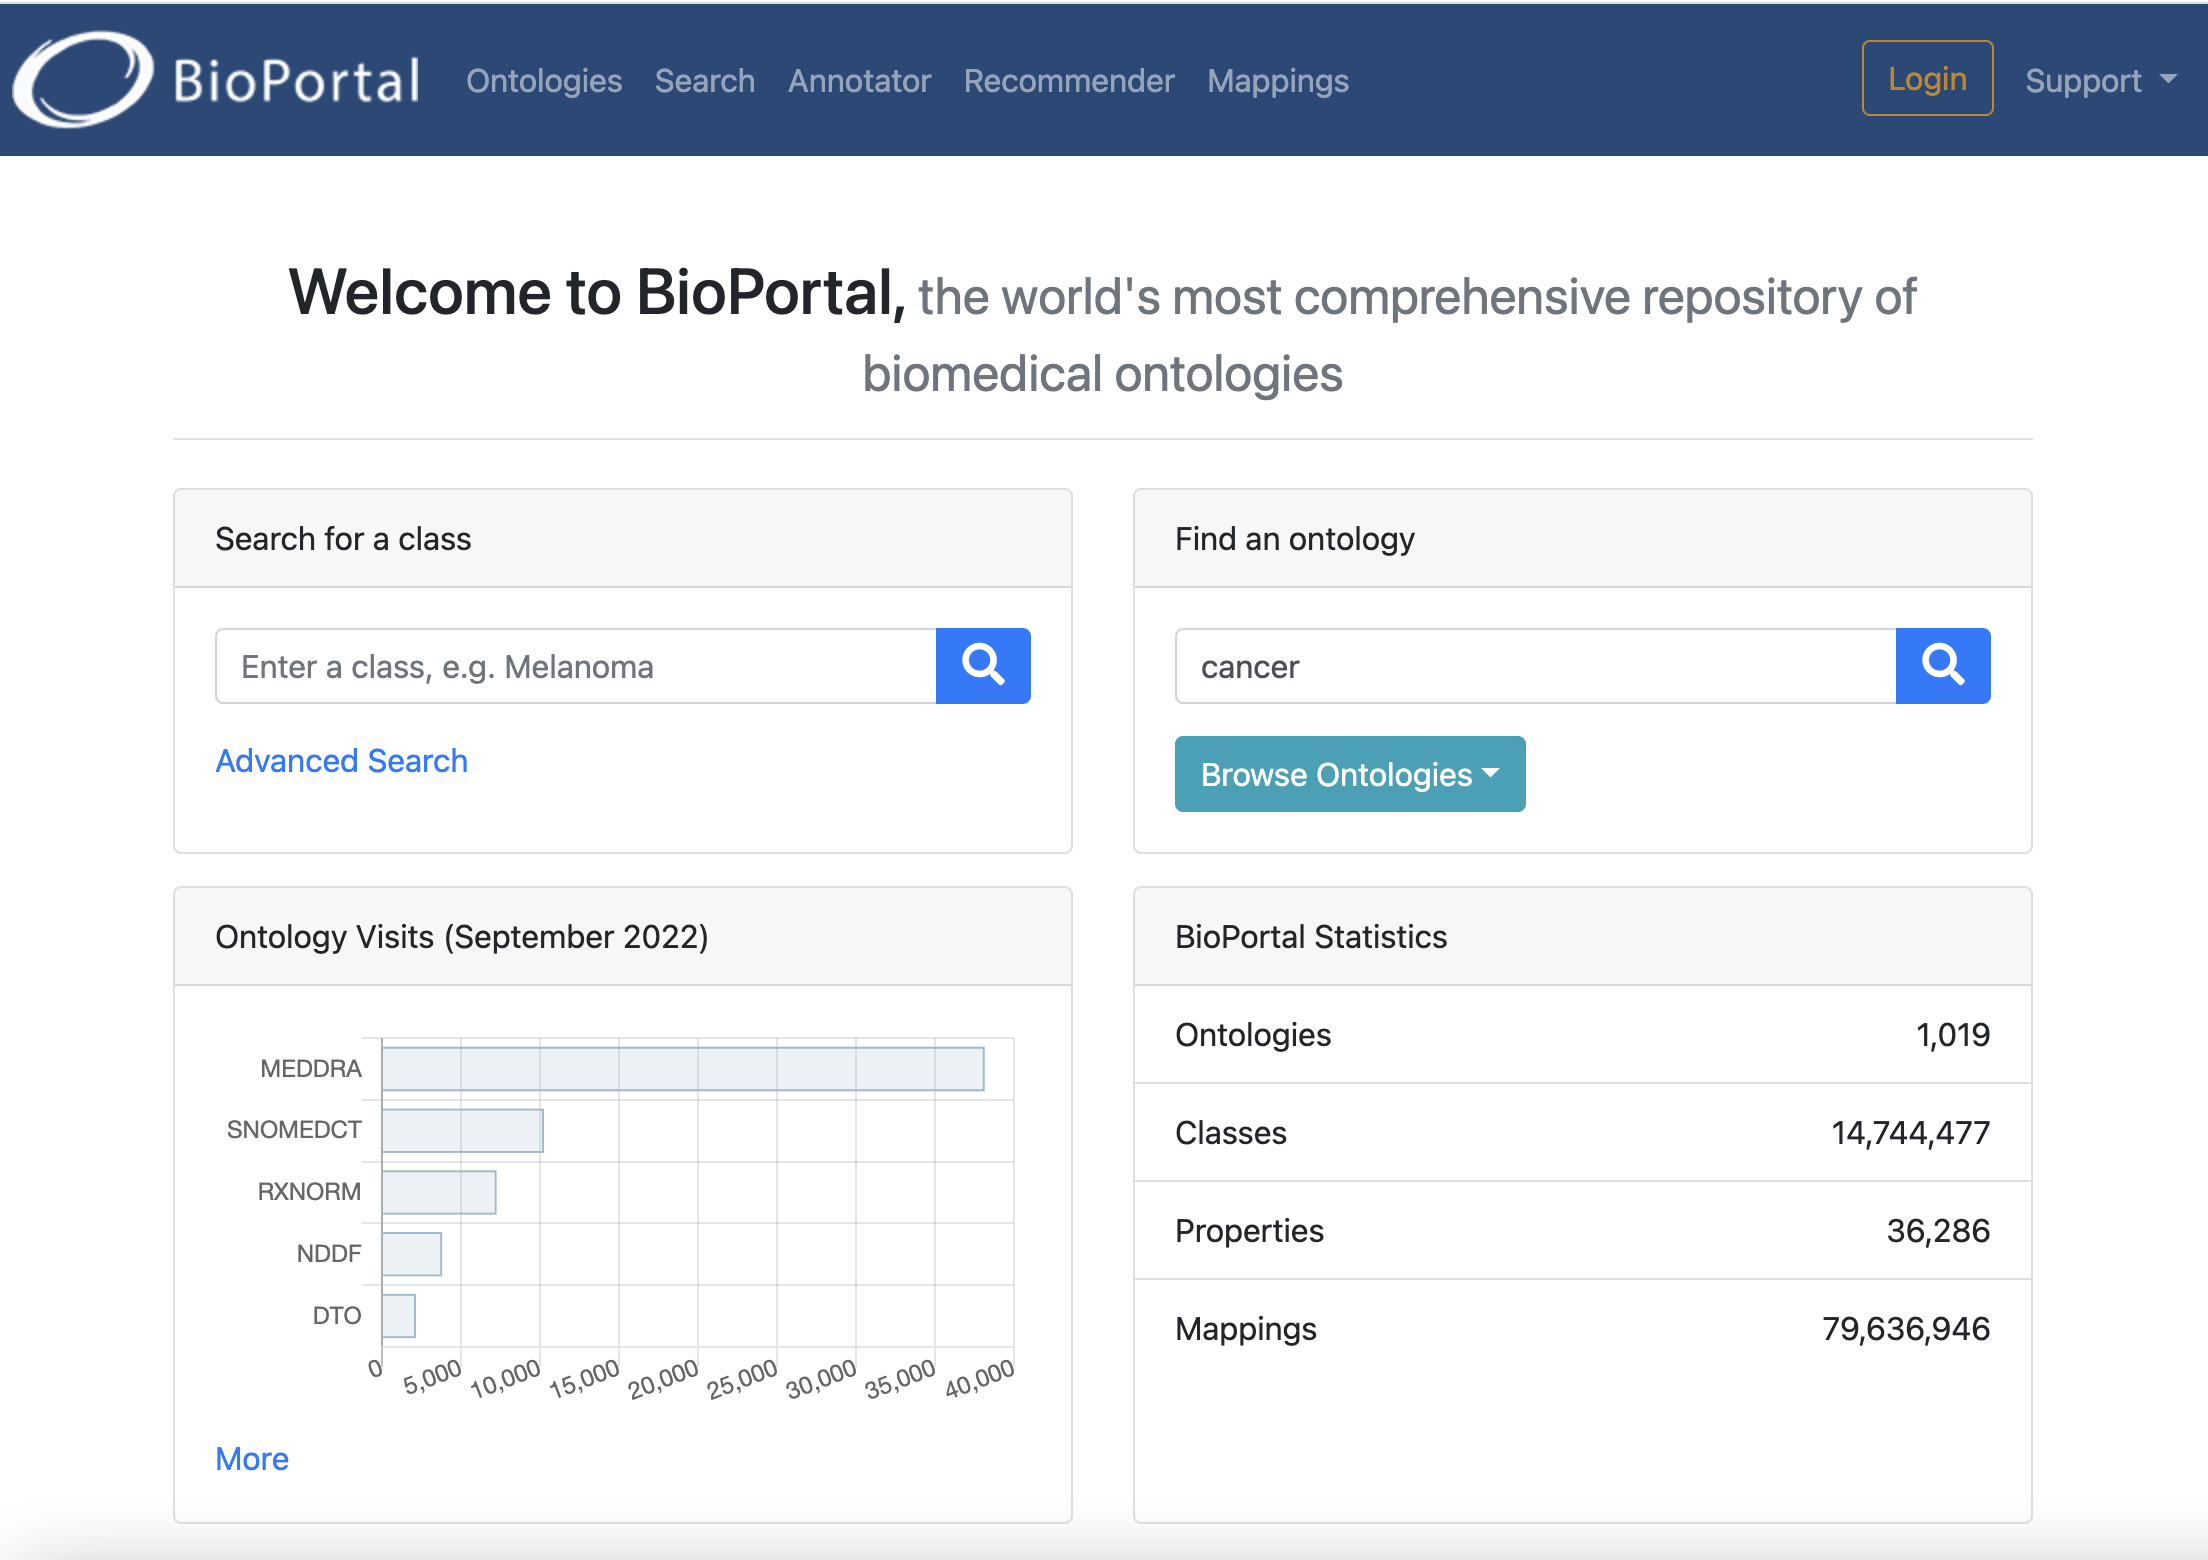 BioPortal
Ontologies Search Annotator Recommender Mappings
Login Support
Welcome to BioPortal, the world's most comprehensive repository of
biomedical ontologies
Search for a class
Enter a class, e.g. Melanoma
Advanced Search
Find an ontology
cancer
Browse Ontologies
Ontology Visits (September 2022)
MEDDRA
SNOMEDCT
RXNORM
NDDF
DTO
0 5,000 10,000 15,000 20,000 25,000 30,000 35,000 40,000
More
BioPortal Statistics
Ontologies 1,019
Classes 14,744,477
Properties 36,286
Mappings 79,636,946